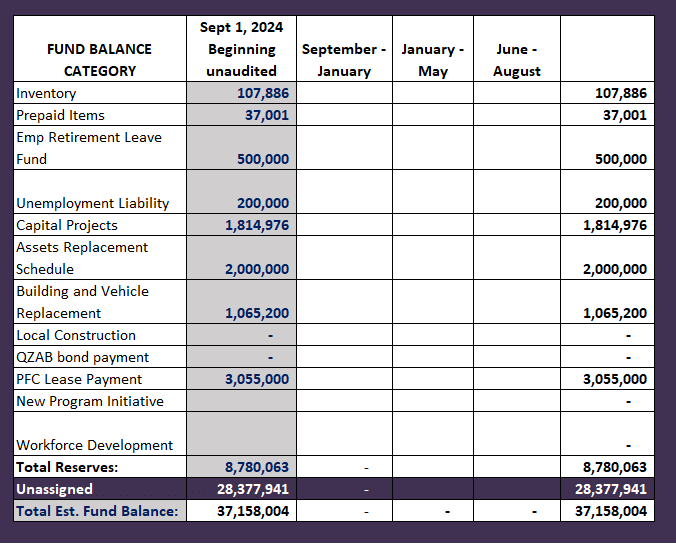 FUND BALANCE CATEGORY Sept 1, 2024 Beginning unaudited September - January January - May June - August
Inventory 107,886 107,886
Prepaid Items 37,001 37,001
Emp Retirement Leave
Fund 500,000 500,000
Unemployment Liability 200,000 200,000
Capital Projects 1,814,976 1,814,976
Assets Replacement
Schedule 2,000,000 2,000,000
Building and Vehicle
Replacement 1,065,200 1,065,200
Local Construction - -
QZAB bond payment - -
PFC Lease Payment 3,055,000 3,055,000
New Program Initiative -
Workforce Development -
Total Reserves: 8,780,063 - 8,780,063
Unassigned 28,377,941 - 28,377,941
Total Est. Fund Balance: 37,158,004 - - - 37,158,004